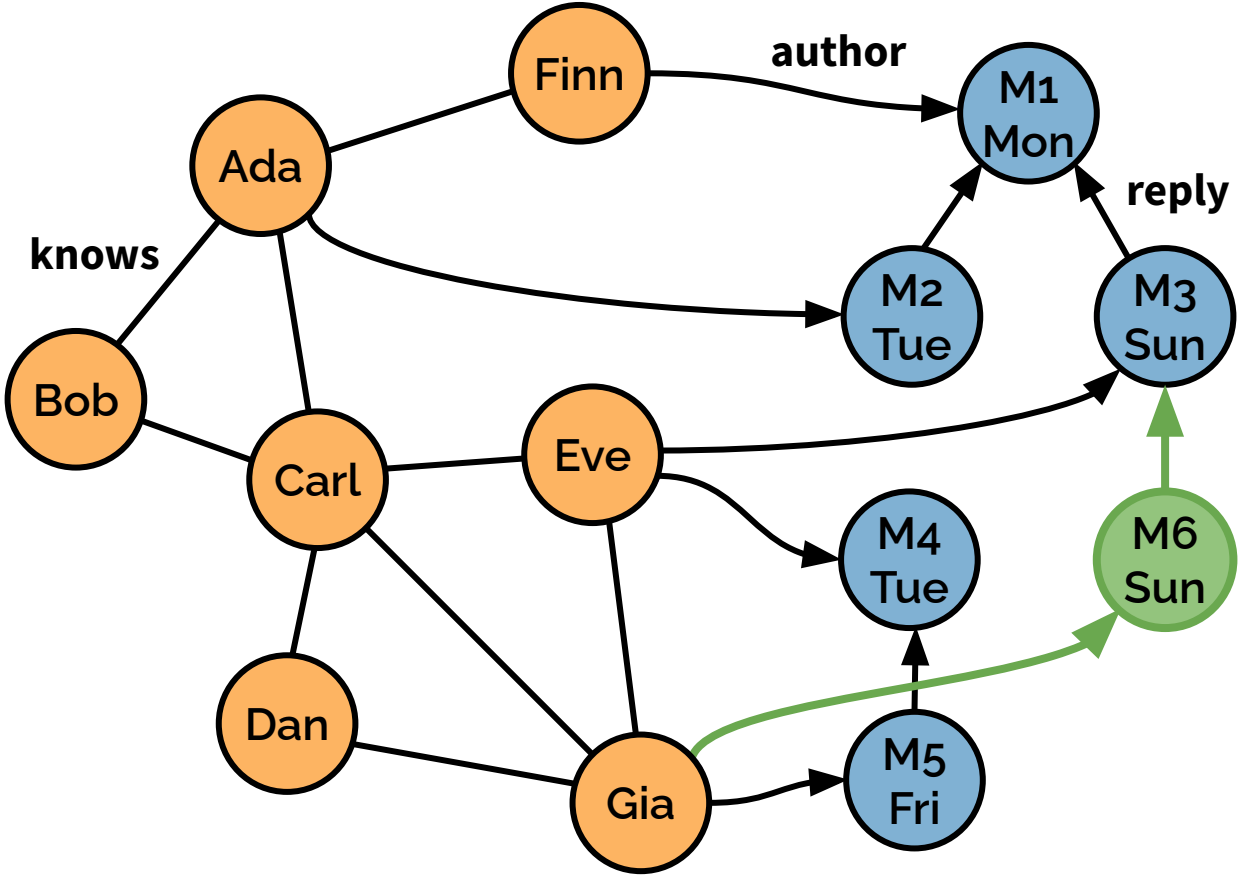 Finn
author
M1
Mon
Ada
reply
knows
M2
Tue
M3
Sun
Bob
Eve
Carl
M4
Tue
M6
Sun
Dan
M5
Fri
Gia